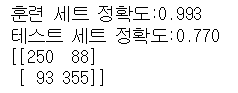 훈련 세트 정확도:0.993
테스트 세트 정확도:0.770
[[250  88]
 [ 93 355]]